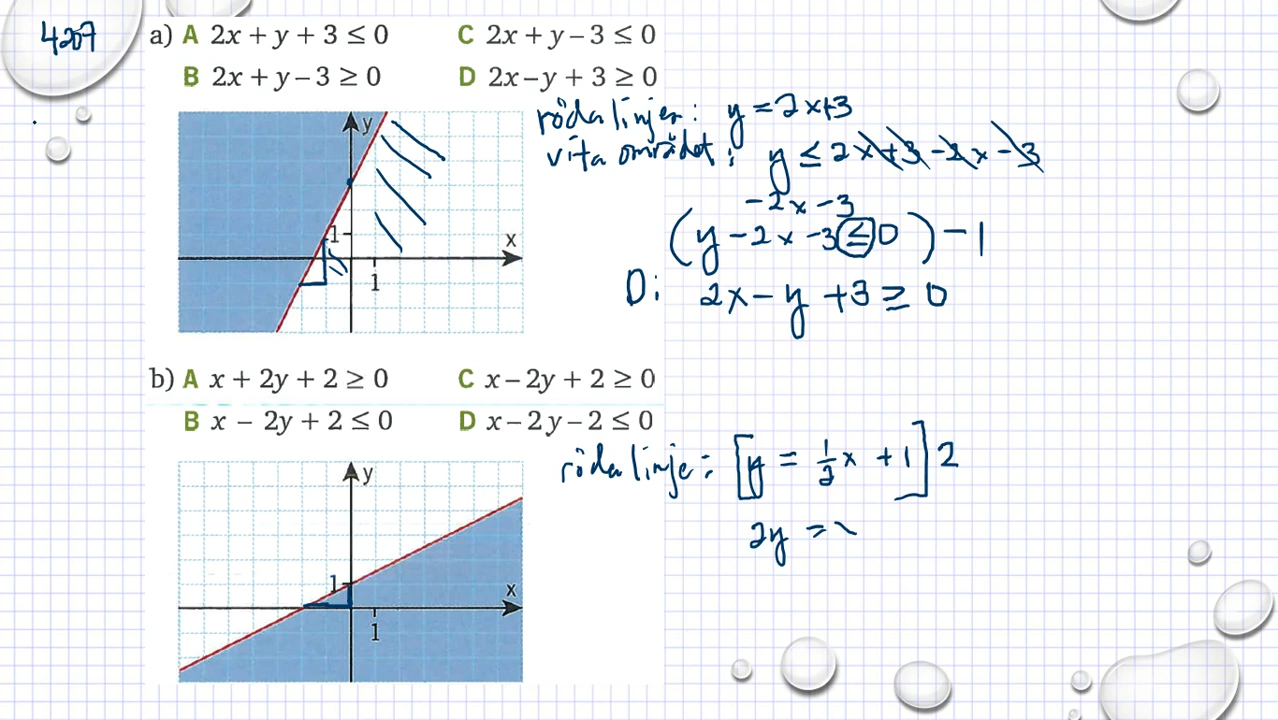 4207
a) A 2x + y + 3 ≤ 0 C 2x + y – 3 ≤ 0
B 2x + y – 3 ≥ 0 D 2x – y + 3 ≥ 0
y
1
x
1
röda linjen: y = 2x+3
vita området: y ≤ 2x+3 -2x -3
-2x -3
(y -2x -3 ≤ 0) -1
D: 2x - y +3 ≥ 0
b) A x + 2y + 2 ≥ 0 C x – 2y + 2 ≥ 0
B x – 2y + 2 ≤ 0 D x – 2y – 2 ≤ 0
y
1
x
1
röda linje: [y = 1/2 x + 1] 2
2y =